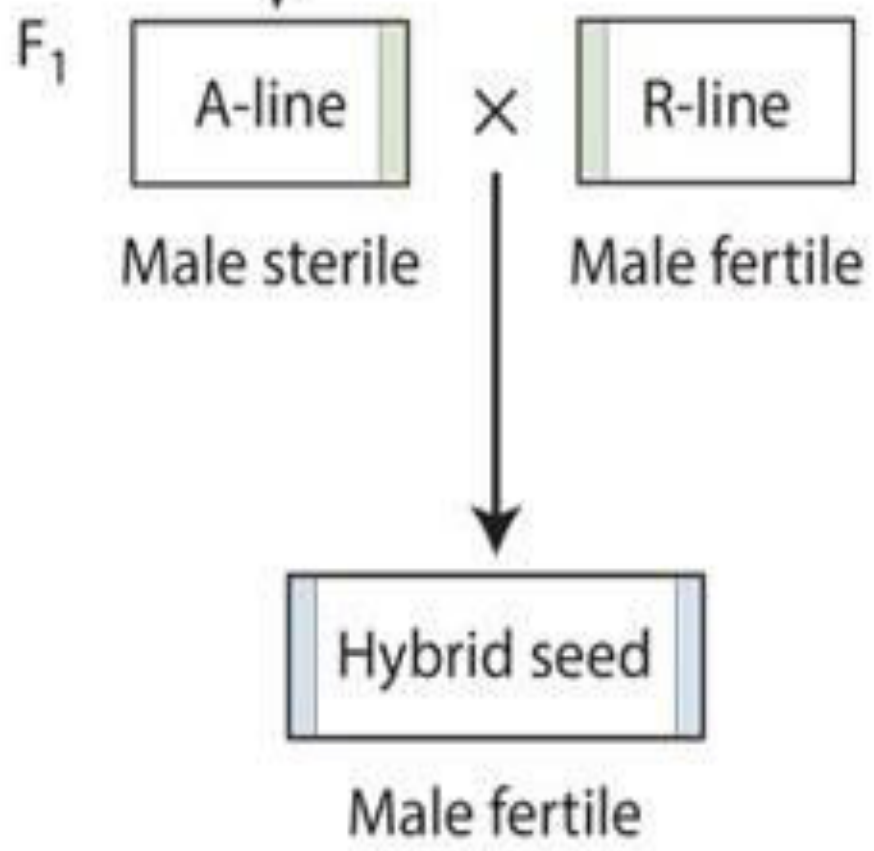 F₁
A-line × R-line
Male sterile Male fertile
Hybrid seed
Male fertile